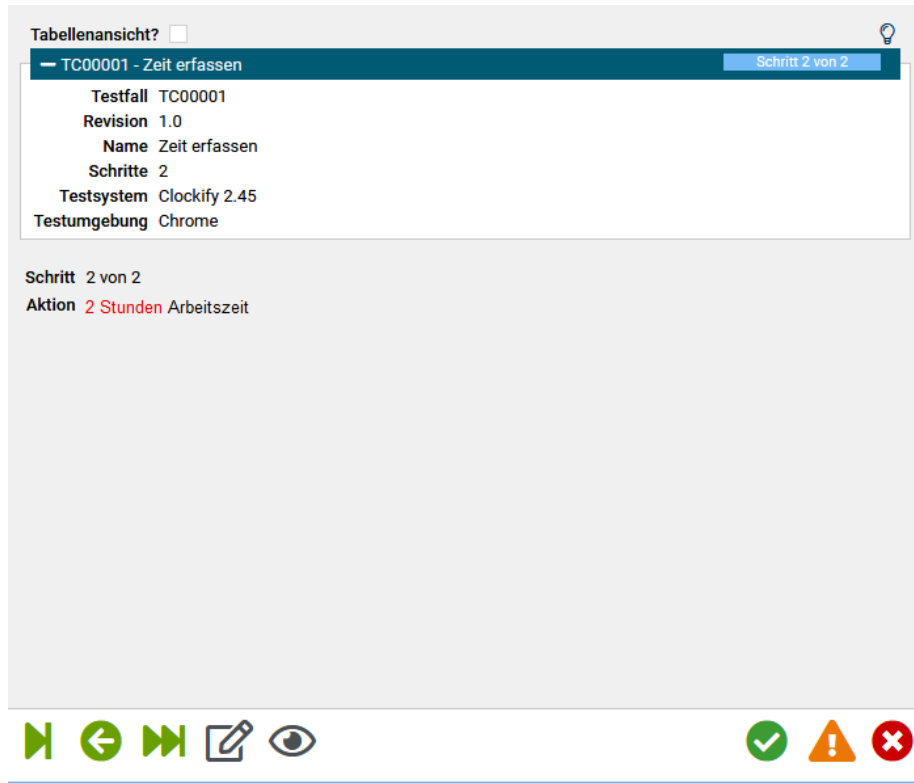 Tabellenansicht?
TC00001 - Zeit erfassen
Schritt 2 von 2
Testfall TC00001
Revision 1.0
Name Zeit erfassen
Schritte 2
Testsystem Clockify 2.45
Testumgebung Chrome
Schritt 2 von 2
Aktion 2 Stunden Arbeitszeit